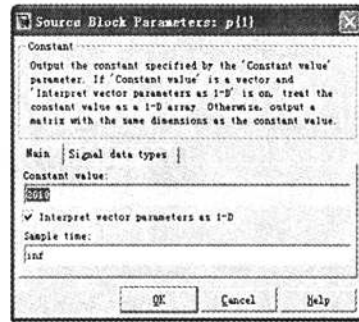 Source Block Parameters: p{1}
Constant
Output the constant specified by the 'Constant value'
parameter. If 'Constant value' is a vector and
'Interpret vector parameters as 1-D' is on, treat the
constant value as a 1-D array. Otherwise, output a
matrix with the same dimensions as the constant value.
Main Signal data types
Constant value:
2010
Interpret vector parameters as 1-D
Sample time:
inf
OK Cancel Help